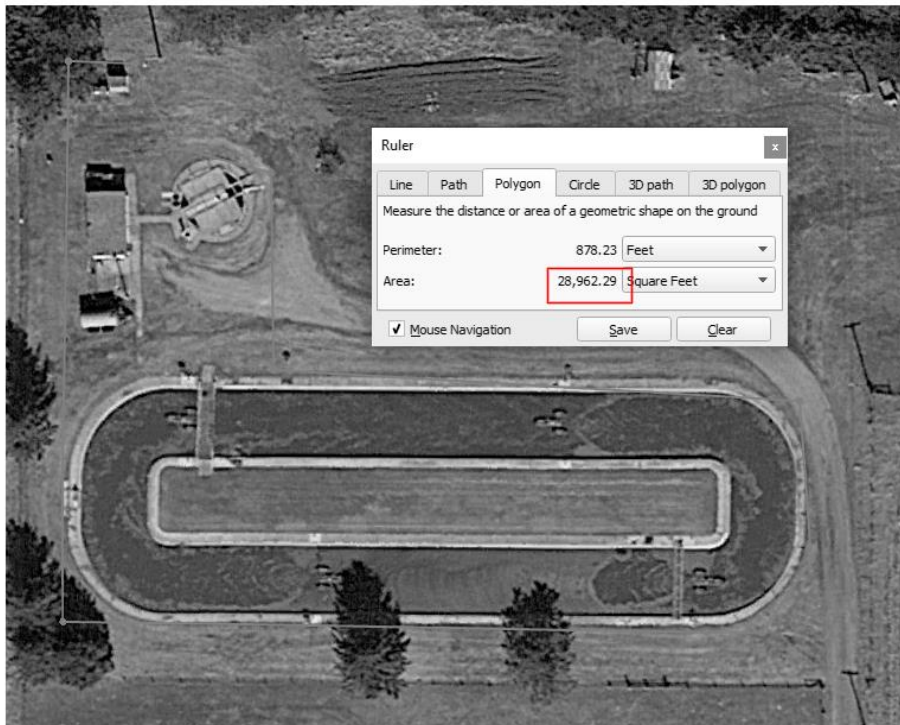 Ruler x
Line Path Polygon Circle 3D path 3D polygon
Measure the distance or area of a geometric shape on the ground
Perimeter: 878.23 Feet
Area: 28,962.29 Square Feet
Mouse Navigation Save Clear